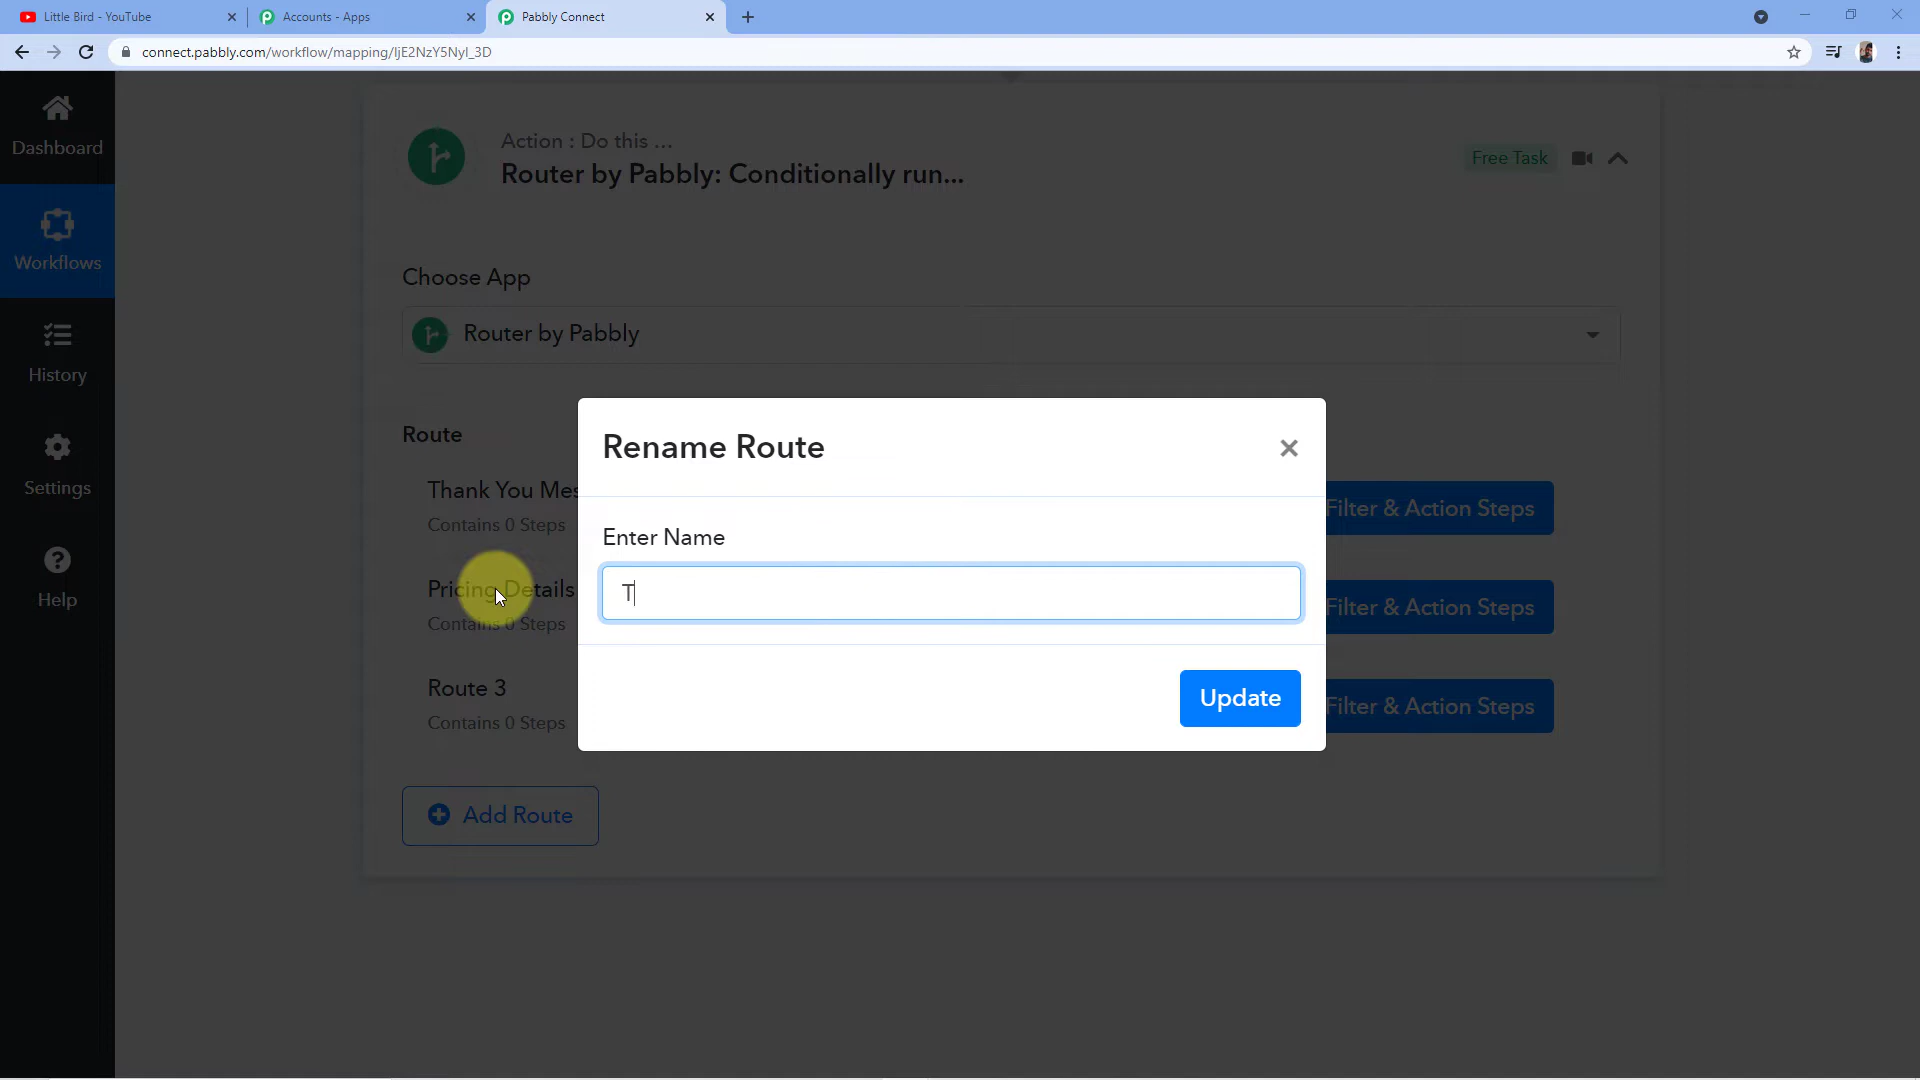 Little Bird - YouTube
Accounts - Apps
Pabbly Connect
connect.pabbly.com/workflow/mapping/IjE2NzY5NyI_3D
Dashboard
Workflows
History
Settings
Help
Action : Do this ...
Router by Pabbly: Conditionally run...
Free Task
Choose App
Router by Pabbly
Route
Thank You Mes
Contains 0 Steps
Filter & Action Steps
Pricing Details
Contains 0 Steps
Filter & Action Steps
Route 3
Contains 0 Steps
Filter & Action Steps
Add Route
Rename Route
Enter Name
T
Update